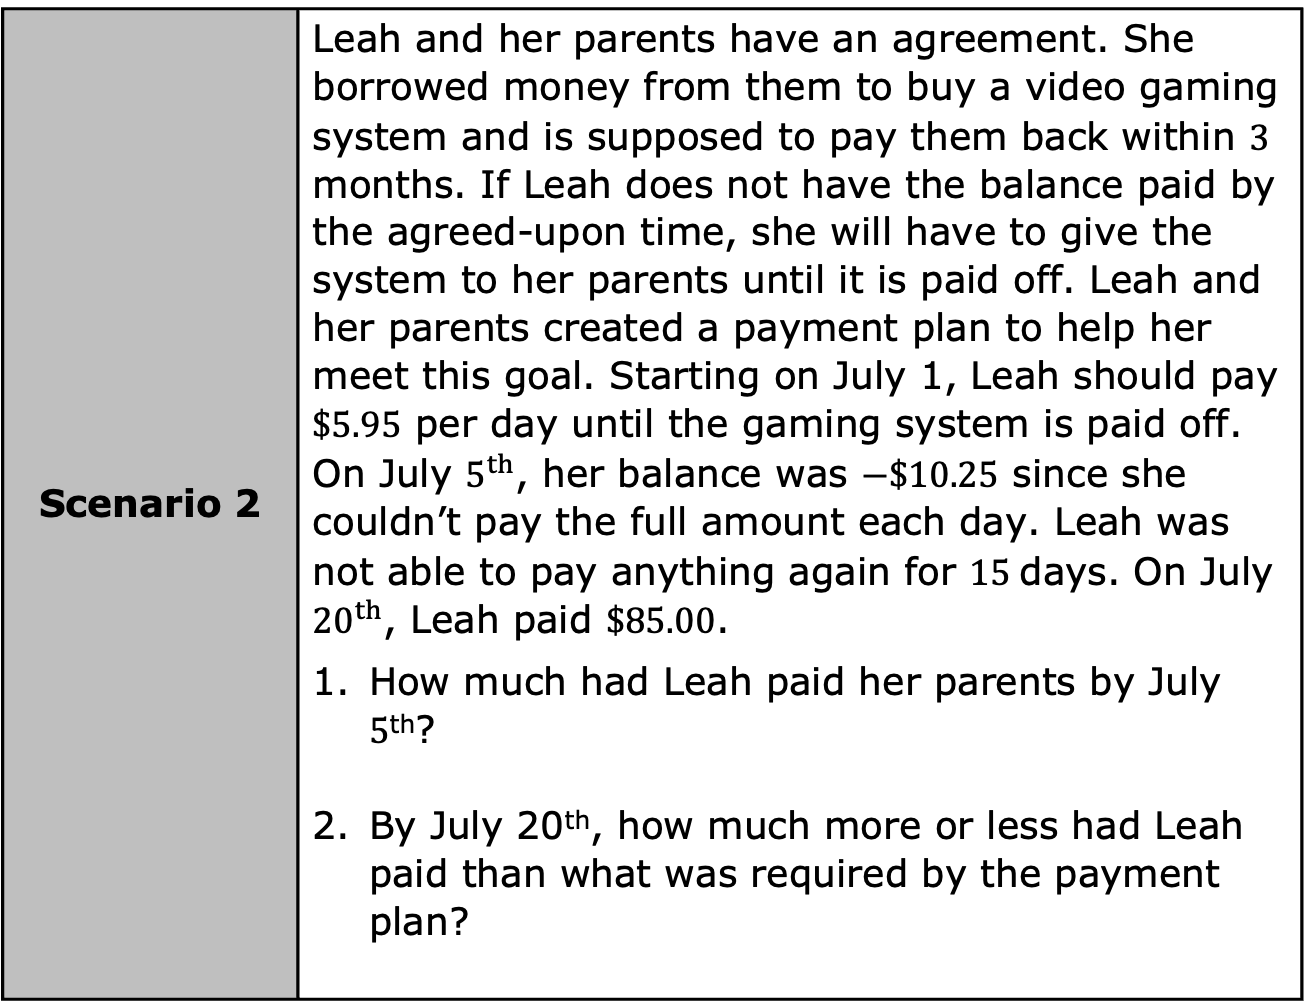 Scenario 2
Leah and her parents have an agreement. She
borrowed money from them to buy a video gaming
system and is supposed to pay them back within 3
months. If Leah does not have the balance paid by
the agreed-upon time, she will have to give the
system to her parents until it is paid off. Leah and
her parents created a payment plan to help her
meet this goal. Starting on July 1, Leah should pay
$5.95 per day until the gaming system is paid off.
On July 5th, her balance was −$10.25 since she
couldn’t pay the full amount each day. Leah was
not able to pay anything again for 15 days. On July
20th, Leah paid $85.00.
1. How much had Leah paid her parents by July
5th?
2. By July 20th, how much more or less had Leah
paid than what was required by the payment
plan?